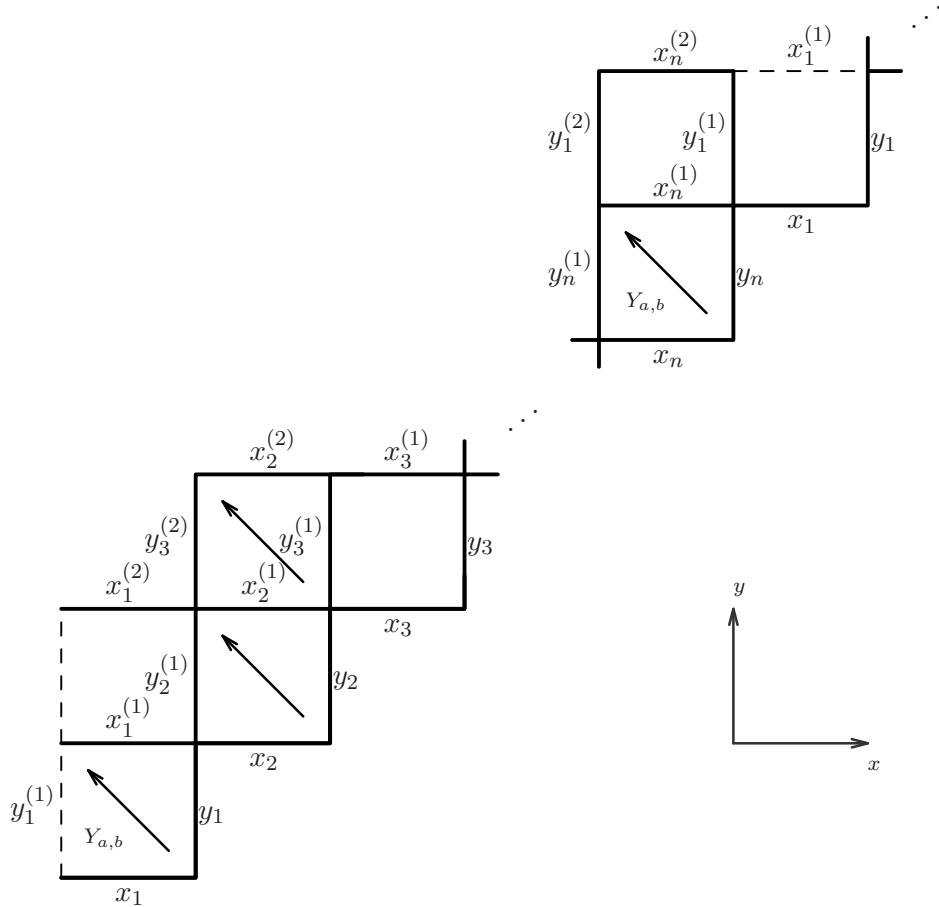 ⋰
x_n^{(2)} x_1^{(1)}
y_1^{(2)} y_1^{(1)} y_1
x_n^{(1)}
x_1
y_n^{(1)} y_n
Y_{a,b}
x_n
⋰
x_2^{(2)} x_3^{(1)}
y_3^{(2)} y_3^{(1)} y_3
x_1^{(2)} x_2^{(1)}
x_3
y_2^{(1)} y_2
x_1^{(1)}
x_2
y_1^{(1)} y_1
Y_{a,b}
x_1
y
x